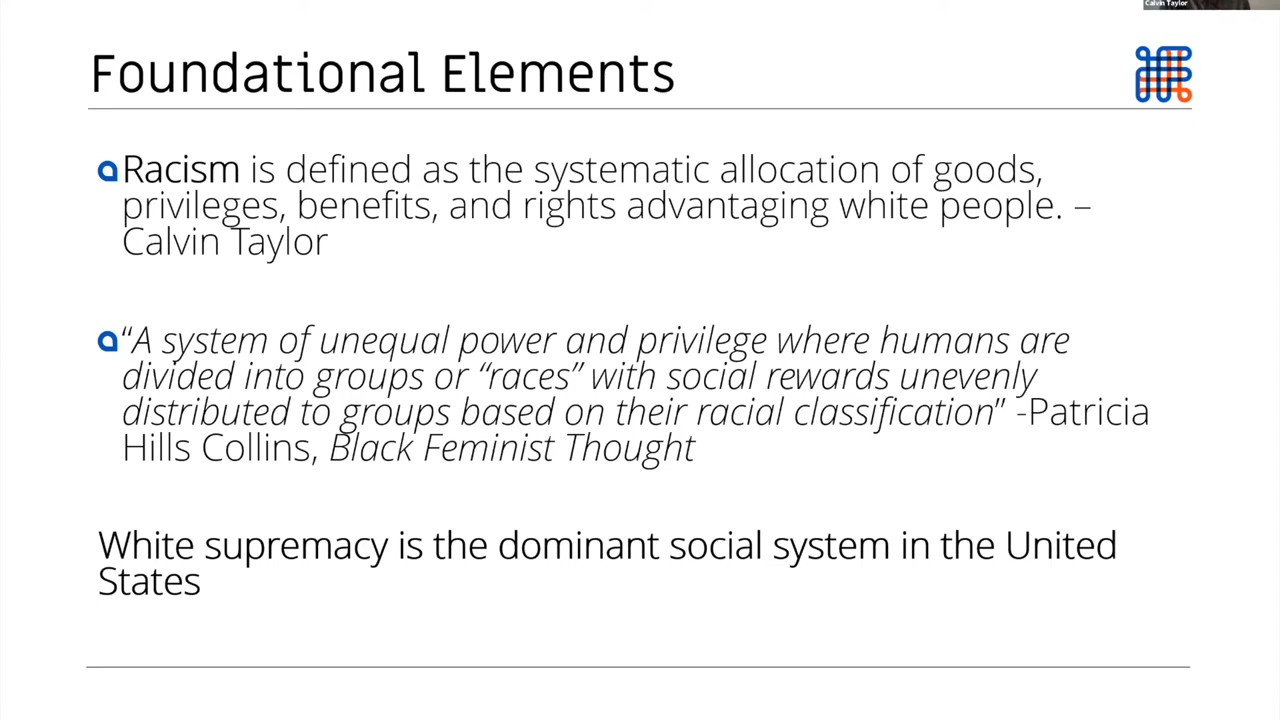 Calvin Taylor
Foundational Elements
Racism is defined as the systematic allocation of goods,
privileges, benefits, and rights advantaging white people. –
Calvin Taylor
“A system of unequal power and privilege where humans are
divided into groups or “races” with social rewards unevenly
distributed to groups based on their racial classification” -Patricia
Hills Collins, Black Feminist Thought
White supremacy is the dominant social system in the United
States